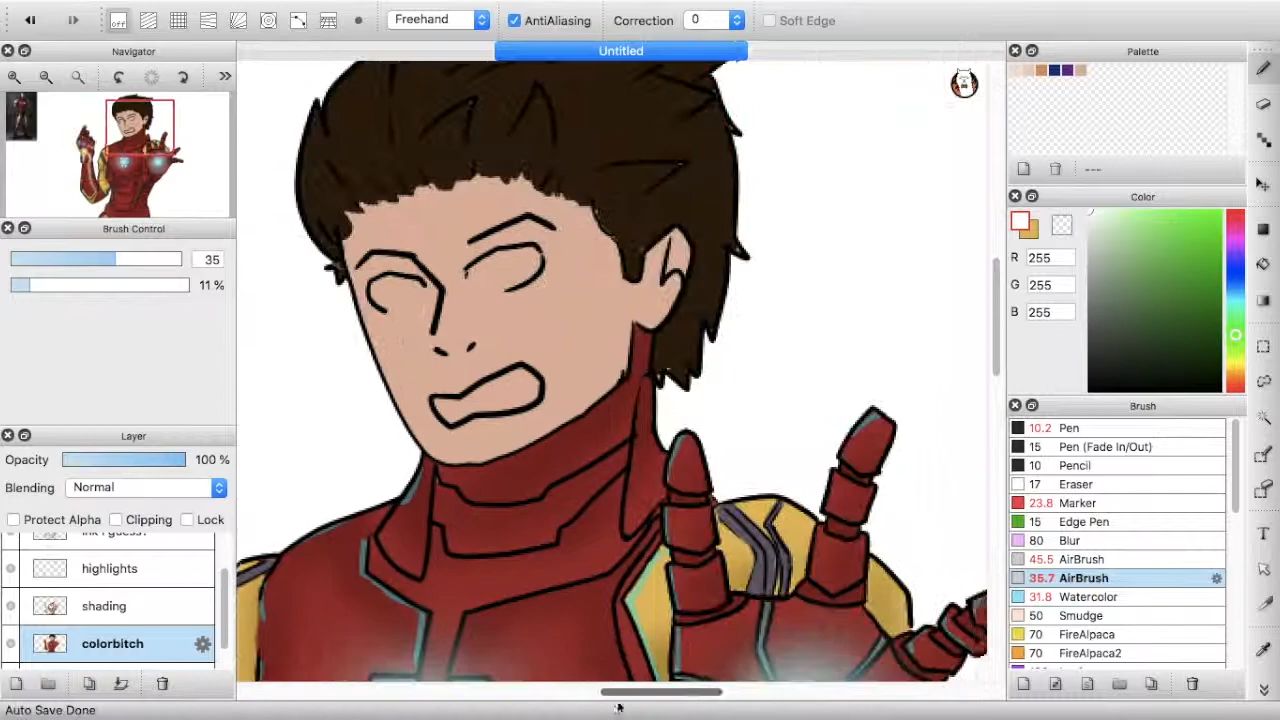 off
Freehand
AntiAliasing
Correction
0
Soft Edge
Navigator
Untitled
Palette
---
Brush Control
35
11 %
Color
R
255
G
255
B
255
Layer
Opacity
100 %
Blending
Normal
Protect Alpha
Clipping
Lock
ink i guess?
highlights
shading
colorbitch
Brush
10.2 Pen
15 Pen (Fade In/Out)
10 Pencil
17 Eraser
23.8 Marker
15 Edge Pen
80 Blur
45.5 AirBrush
35.7 AirBrush
31.8 Watercolor
50 Smudge
70 FireAlpaca
70 FireAlpaca2
T
Auto Save Done